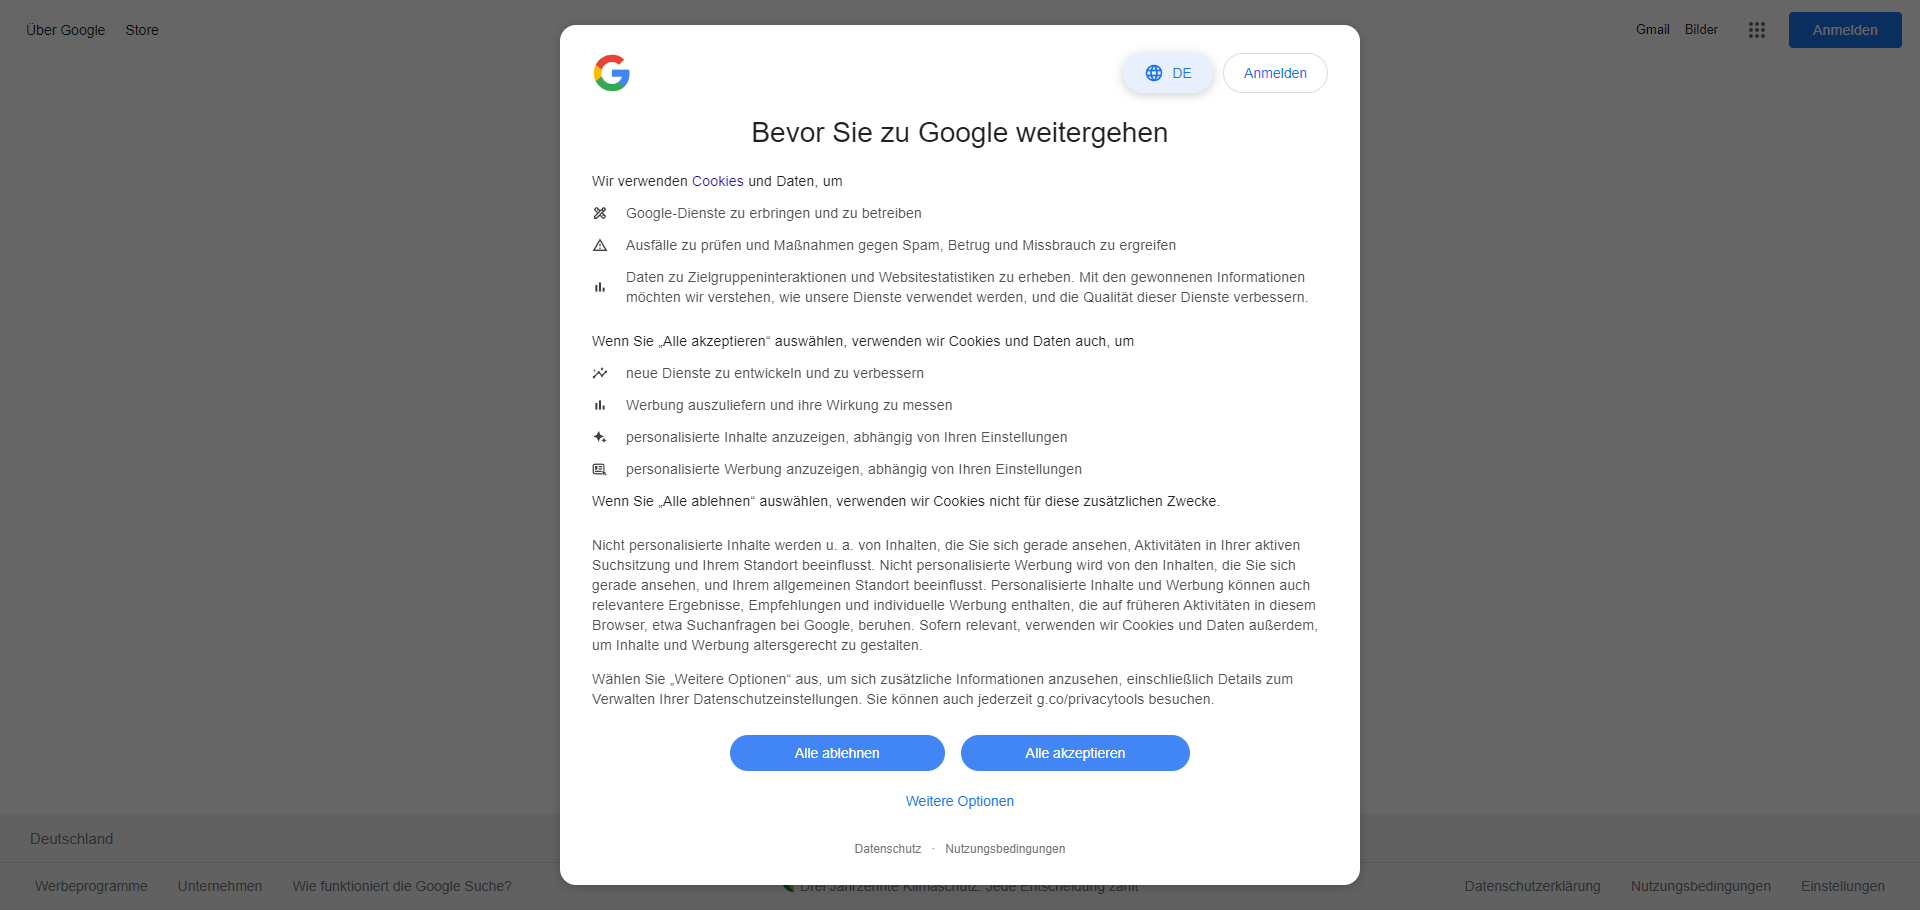 Über Google Store
Gmail Bilder Anmelden
DE Anmelden
Bevor Sie zu Google weitergehen
Wir verwenden Cookies und Daten, um
Google-Dienste zu erbringen und zu betreiben
Ausfälle zu prüfen und Maßnahmen gegen Spam, Betrug und Missbrauch zu ergreifen
Daten zu Zielgruppeninteraktionen und Websitestatistiken zu erheben. Mit den gewonnenen Informationen
möchten wir verstehen, wie unsere Dienste verwendet werden, und die Qualität dieser Dienste verbessern.
Wenn Sie „Alle akzeptieren“ auswählen, verwenden wir Cookies und Daten auch, um
neue Dienste zu entwickeln und zu verbessern
Werbung auszuliefern und ihre Wirkung zu messen
personalisierte Inhalte anzuzeigen, abhängig von Ihren Einstellungen
personalisierte Werbung anzuzeigen, abhängig von Ihren Einstellungen
Wenn Sie „Alle ablehnen“ auswählen, verwenden wir Cookies nicht für diese zusätzlichen Zwecke.
Nicht personalisierte Inhalte werden u. a. von Inhalten, die Sie sich gerade ansehen, Aktivitäten in Ihrer aktiven
Suchsitzung und Ihrem Standort beeinflusst. Nicht personalisierte Werbung wird von den Inhalten, die Sie sich
gerade ansehen, und Ihrem allgemeinen Standort beeinflusst. Personalisierte Inhalte und Werbung können auch
relevantere Ergebnisse, Empfehlungen und individuelle Werbung enthalten, die auf früheren Aktivitäten in diesem
Browser, etwa Suchanfragen bei Google, beruhen. Sofern relevant, verwenden wir Cookies und Daten außerdem,
um Inhalte und Werbung altersgerecht zu gestalten.
Wählen Sie „Weitere Optionen“ aus, um sich zusätzliche Informationen anzusehen, einschließlich Details zum
Verwalten Ihrer Datenschutzeinstellungen. Sie können auch jederzeit g.co/privacytools besuchen.
Alle ablehnen Alle akzeptieren
Weitere Optionen
Datenschutz · Nutzungsbedingungen
Deutschland
Werbeprogramme Unternehmen Wie funktioniert die Google Suche?
Drei Jahrzehnte Klimaschutz: Jede Entscheidung zählt
Datenschutzerklärung Nutzungsbedingungen Einstellungen